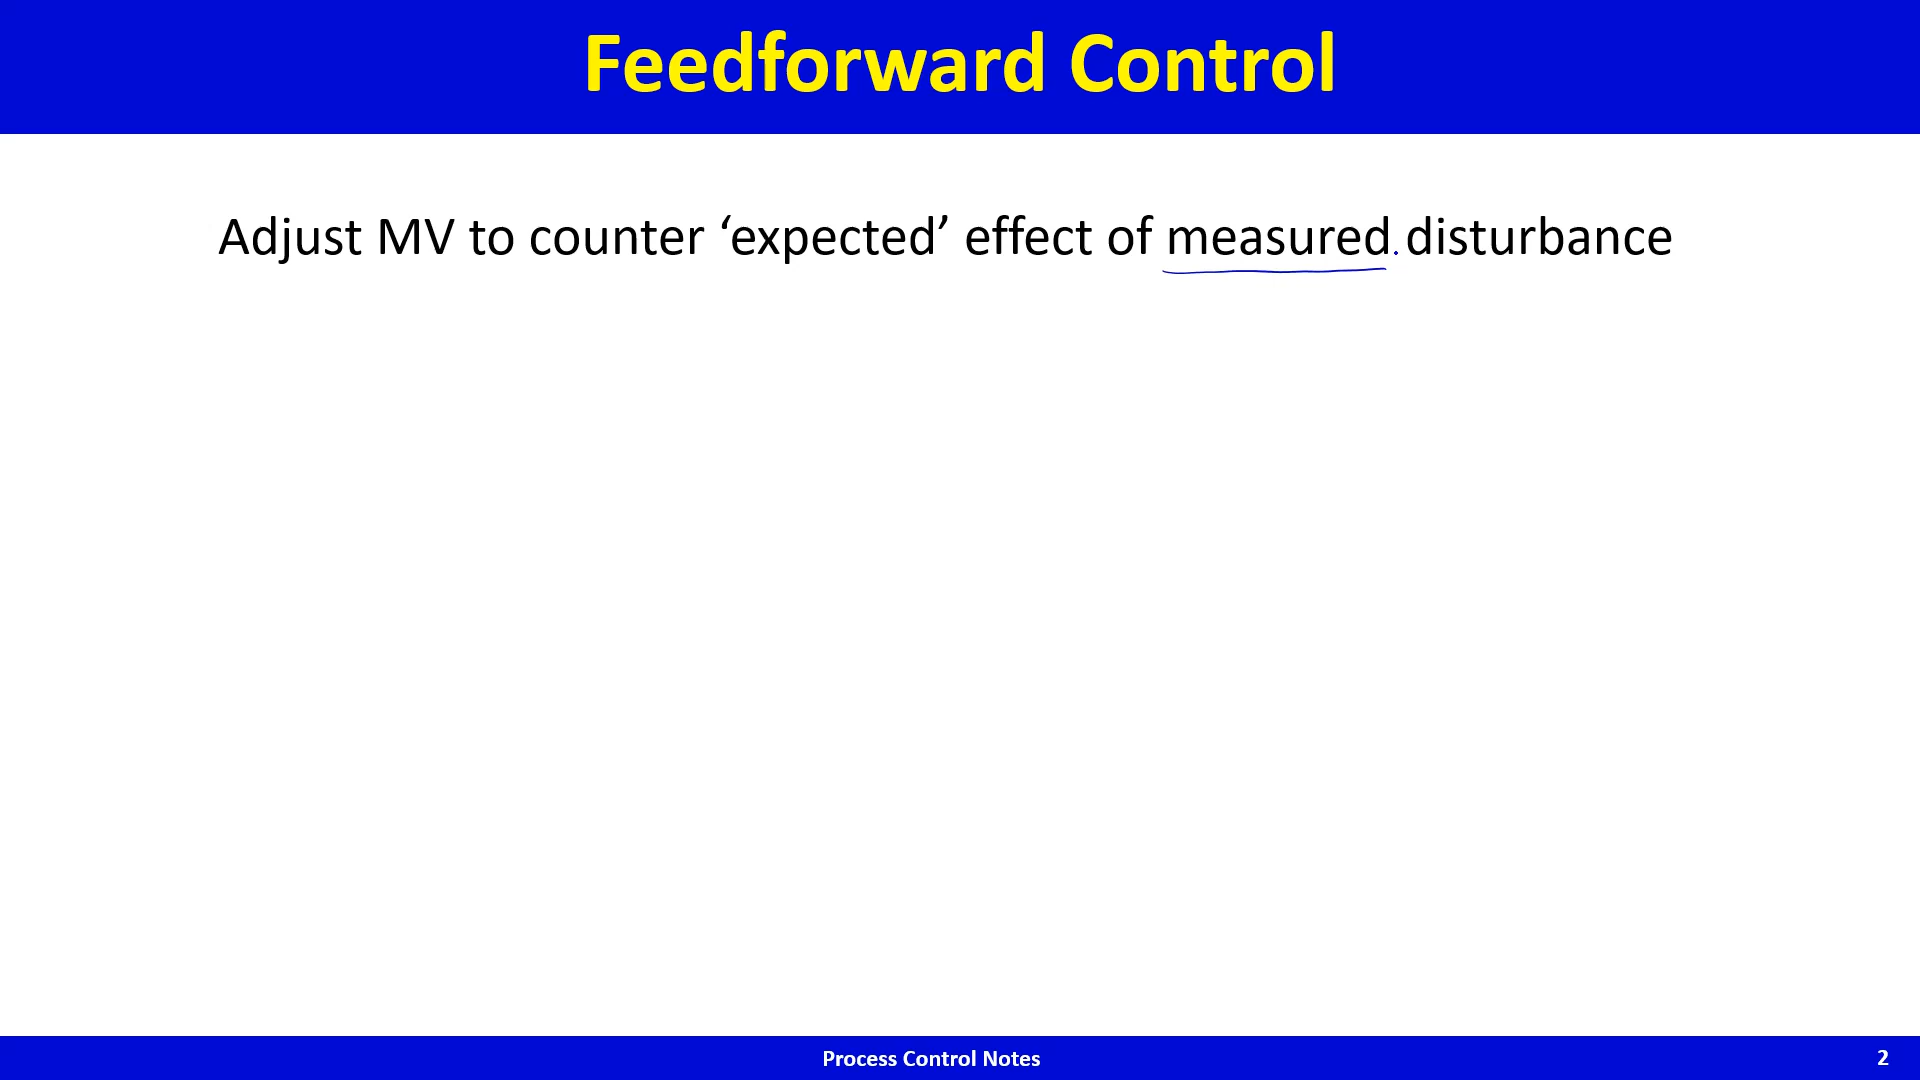 Feedforward Control
Adjust MV to counter ‘expected’ effect of measured disturbance
Process Control Notes
2